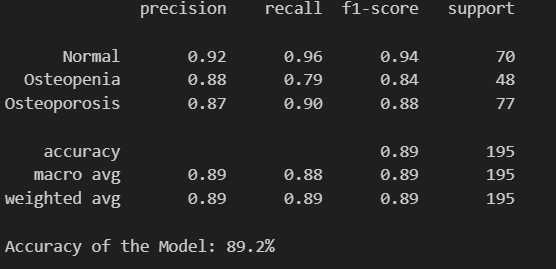 precision recall f1-score support
Normal 0.92 0.96 0.94 70
Osteopenia 0.88 0.79 0.84 48
Osteoporosis 0.87 0.90 0.88 77
accuracy 0.89 195
macro avg 0.89 0.88 0.89 195
weighted avg 0.89 0.89 0.89 195
Accuracy of the Model: 89.2%